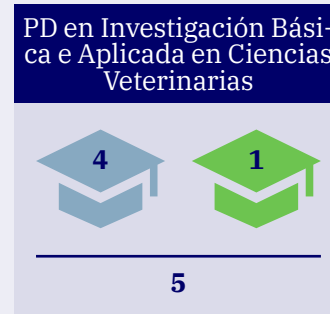 PD en Investigación Bási-
ca e Aplicada en Ciencias
Veterinarias
4 1
5